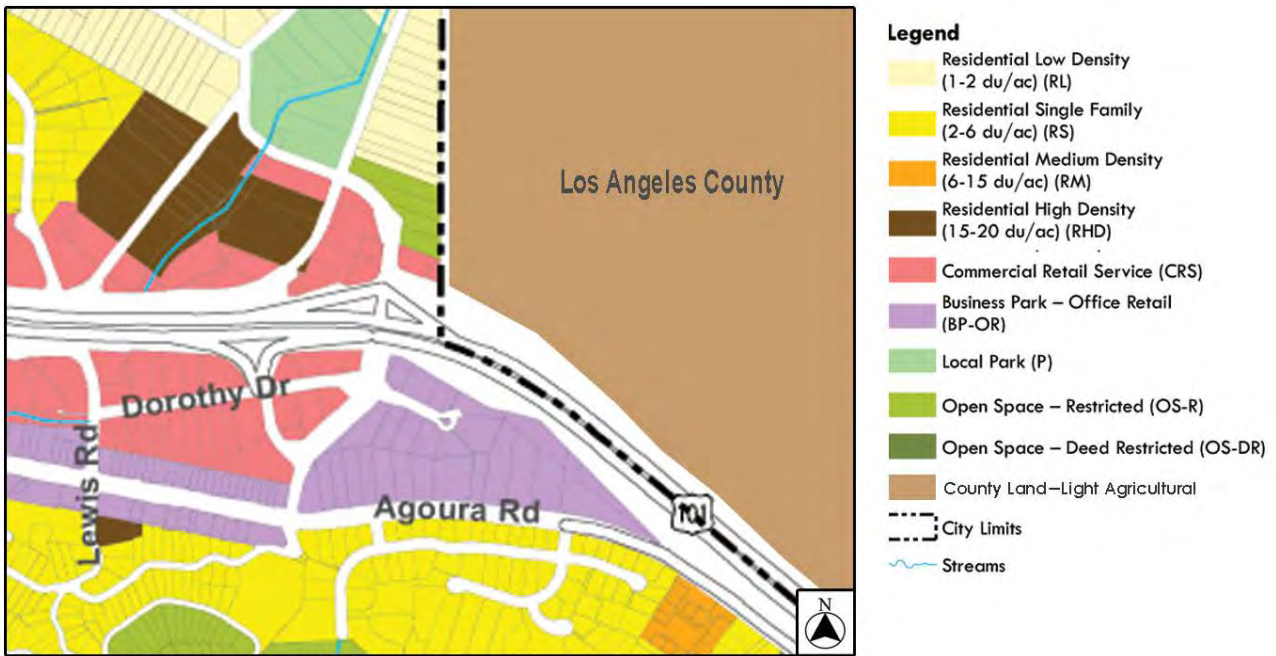 Los Angeles County
Dorothy Dr
Lewis Rd
Agoura Rd
101
N
Legend
Residential Low Density
(1-2 du/ac) (RL)
Residential Single Family
(2-6 du/ac) (RS)
Residential Medium Density
(6-15 du/ac) (RM)
Residential High Density
(15-20 du/ac) (RHD)
Commercial Retail Service (CRS)
Business Park – Office Retail
(BP-OR)
Local Park (P)
Open Space – Restricted (OS-R)
Open Space – Deed Restricted (OS-DR)
County Land—Light Agricultural
City Limits
Streams